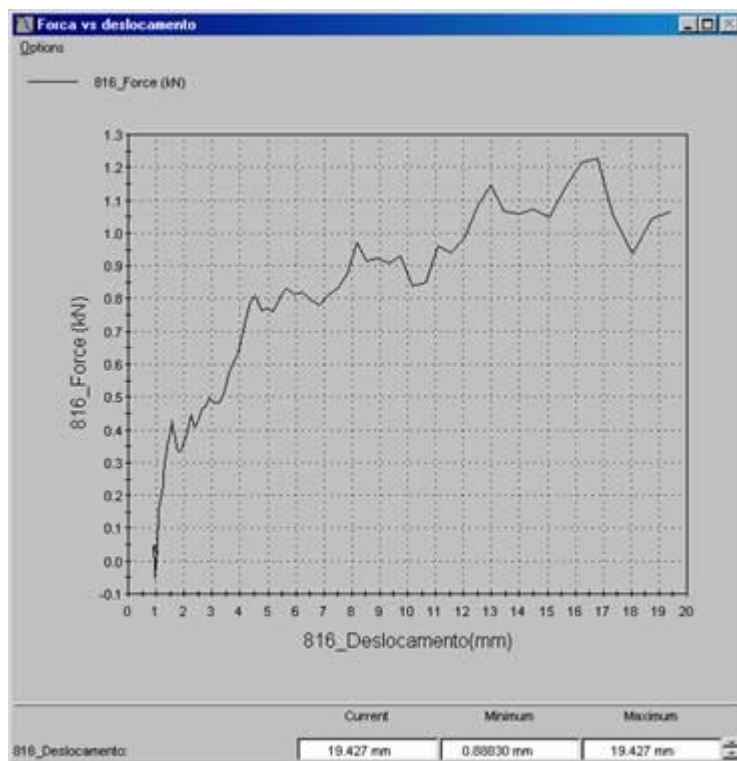 Forca vs deslocamento
Options
816_Force (kN)
1.3
1.2
1.1
1.0
0.9
0.8
0.7
0.6
0.5
0.4
0.3
0.2
0.1
0.0
-0.1
816_Force (kN)
0 1 2 3 4 5 6 7 8 9 10 11 12 13 14 15 16 17 18 19 20
816_Deslocamento(mm)
Current Minimum Maximum
816_Deslocamento: 19.427 mm 0.88830 mm 19.427 mm